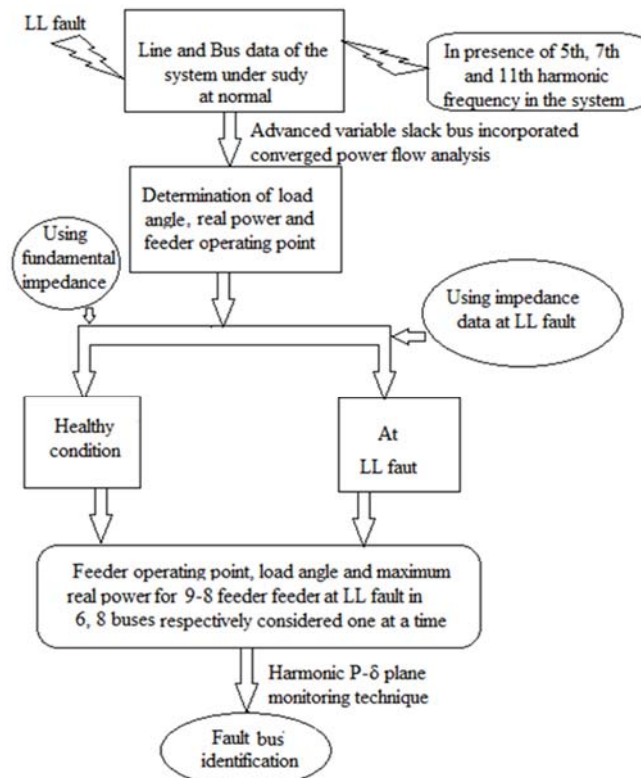 LL fault
Line and Bus data of the
system under sudy
at normal
In presence of 5th, 7th
and 11th harmonic
frequency in the system
Advanced variable slack bus incorporated
converged power flow analysis
Determination of load
angle, real power and
feeder operating point
Using
fundamental
impedance
Using impedance
data at LL fault
Healthy
condition
At
LL faut
Feeder operating point, load angle and maximum
real power for 9-8 feeder feeder at LL fault in
6, 8 buses respectively considered one at a time
Harmonic P-δ plane
monitoring technique
Fault bus
identification